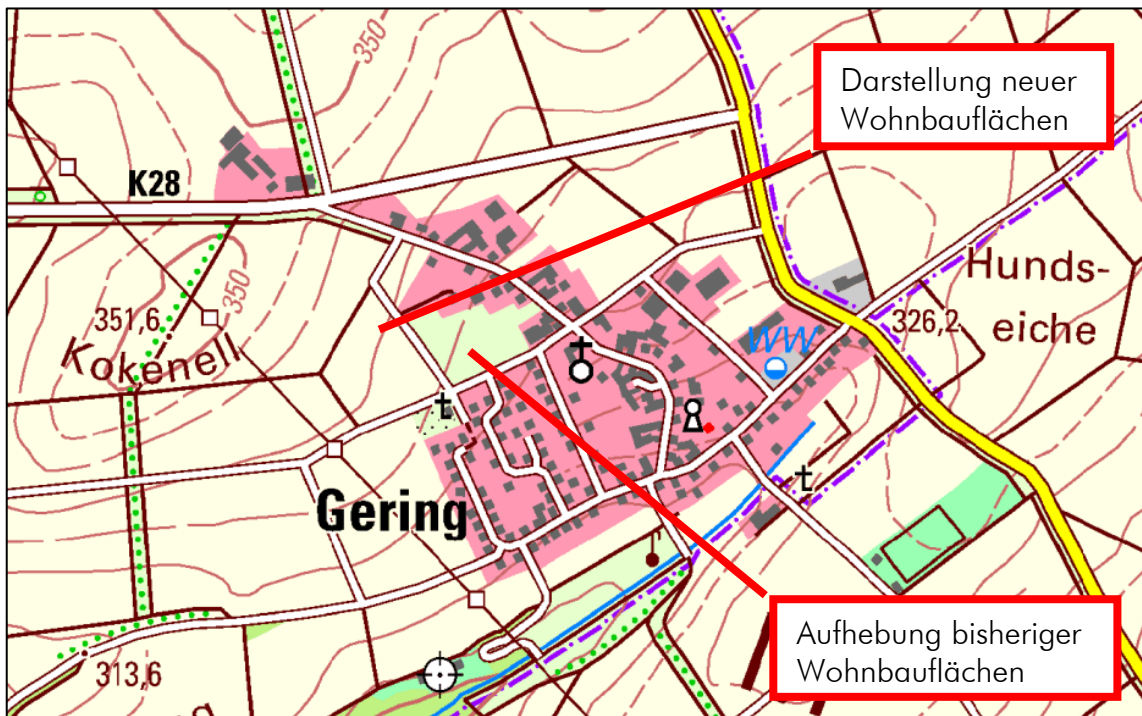 350
Darstellung neuer
Wohnbauflächen
K28
350
351,6
Kokenell
Hunds-
eiche
326,2
WW
Gering
Aufhebung bisheriger
Wohnbauflächen
313,6